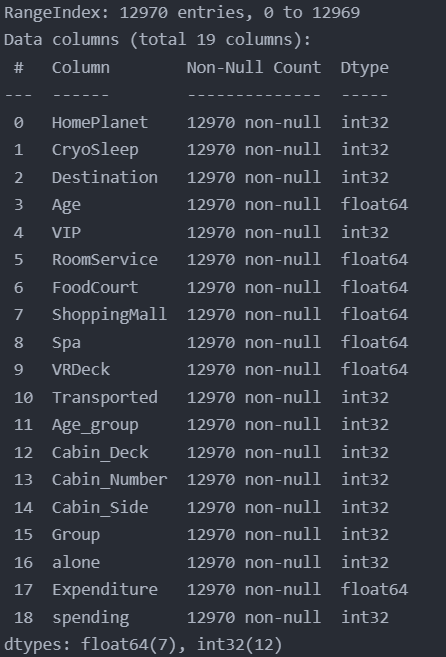 RangeIndex: 12970 entries, 0 to 12969
Data columns (total 19 columns):
 #   Column        Non-Null Count  Dtype
---  ------        --------------  -----
 0   HomePlanet    12970 non-null  int32
 1   CryoSleep     12970 non-null  int32
 2   Destination   12970 non-null  int32
 3   Age           12970 non-null  float64
 4   VIP           12970 non-null  int32
 5   RoomService   12970 non-null  float64
 6   FoodCourt     12970 non-null  float64
 7   ShoppingMall  12970 non-null  float64
 8   Spa           12970 non-null  float64
 9   VRDeck        12970 non-null  float64
 10  Transported   12970 non-null  int32
 11  Age_group     12970 non-null  int32
 12  Cabin_Deck    12970 non-null  int32
 13  Cabin_Number  12970 non-null  int32
 14  Cabin_Side    12970 non-null  int32
 15  Group         12970 non-null  int32
 16  alone         12970 non-null  int32
 17  Expenditure   12970 non-null  float64
 18  spending      12970 non-null  int32
dtypes: float64(7), int32(12)